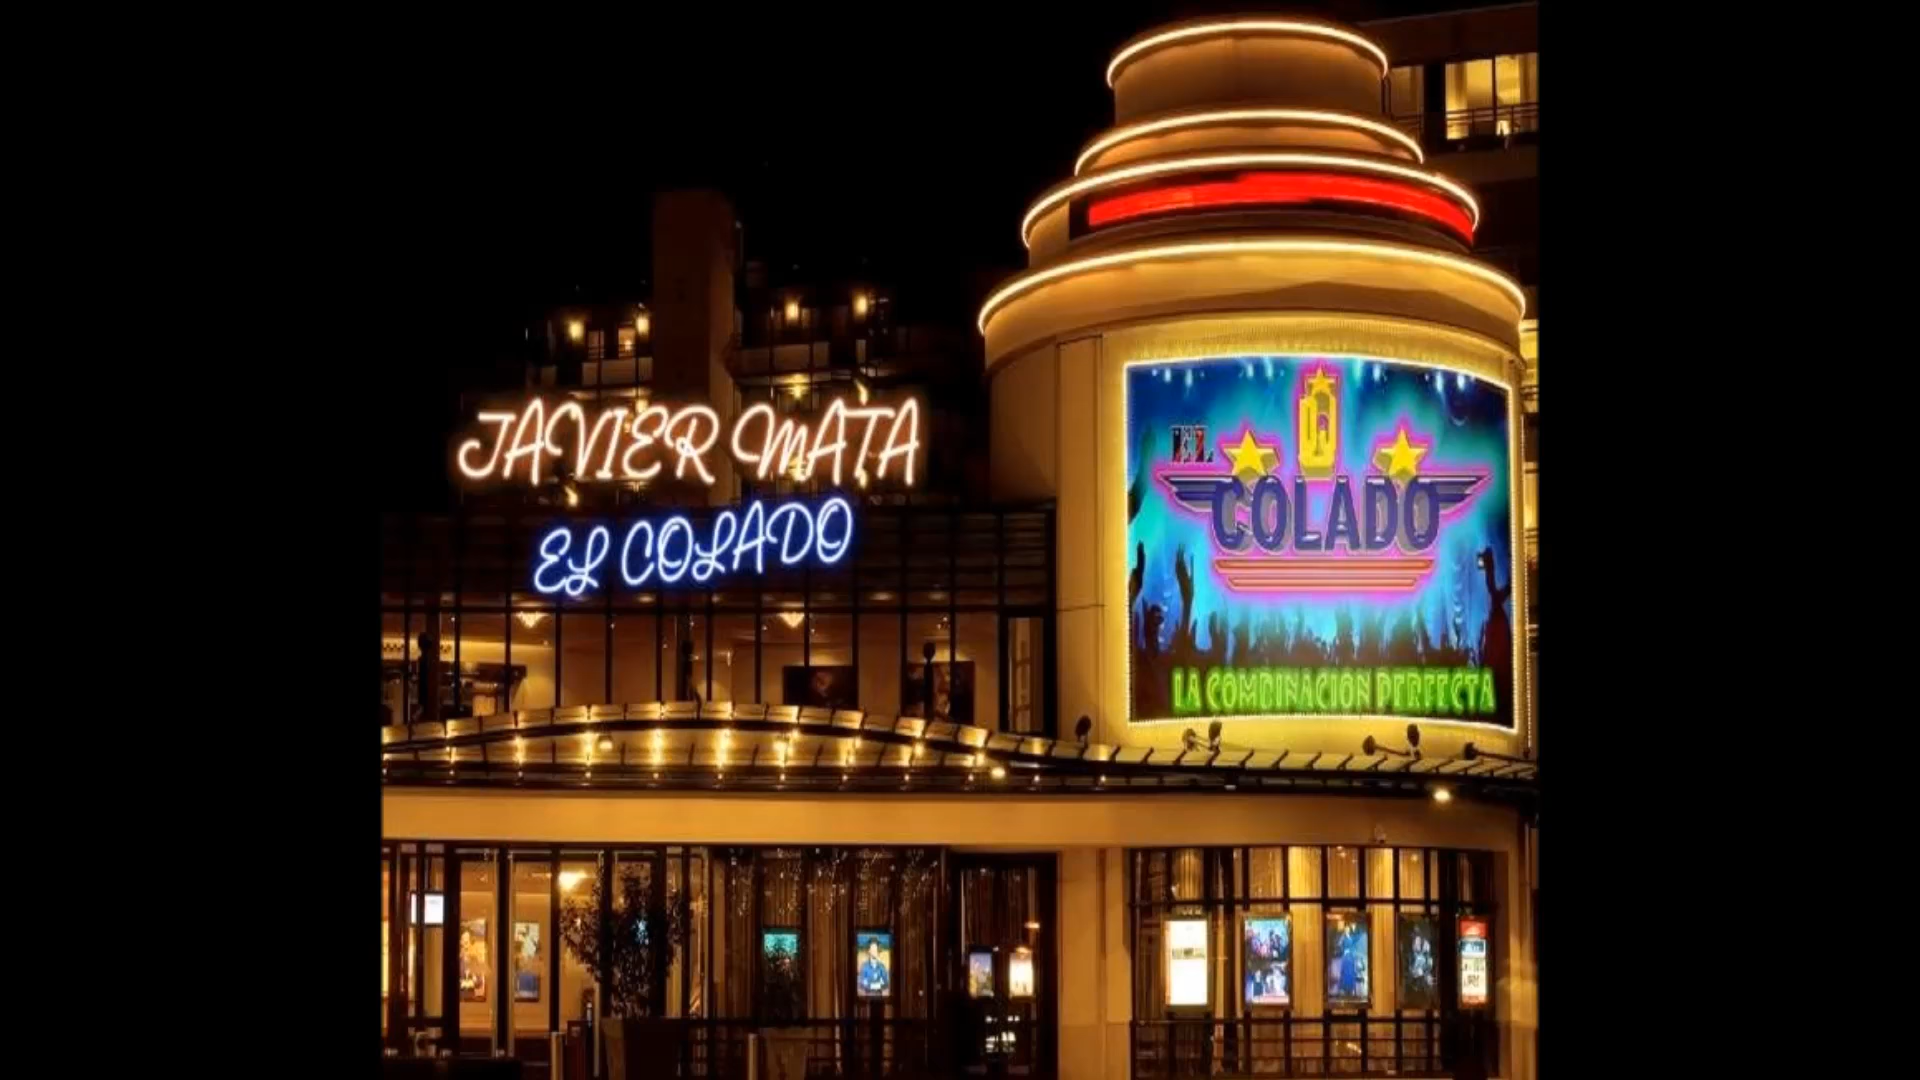 JAVIER MATA
EL COLADO
EL
COLADO
LA COMBINACION PERFECTA